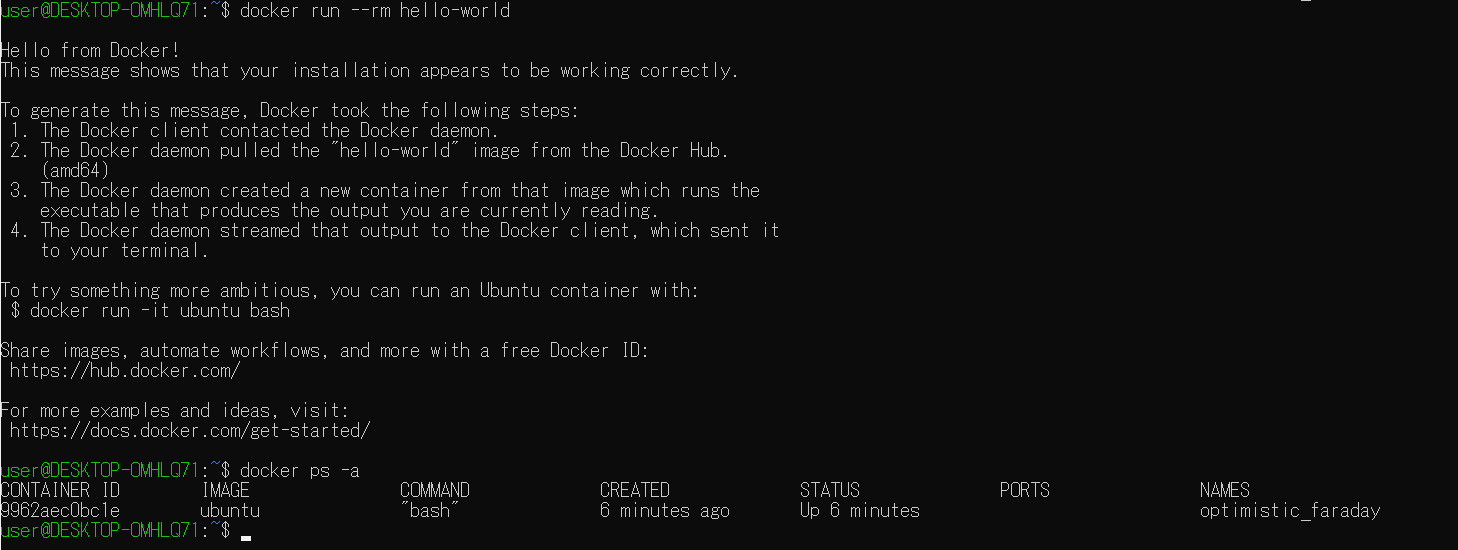 user@DESKTOP-OMHLQ71:~$ docker run --rm hello-world
Hello from Docker!
This message shows that your installation appears to be working correctly.
To generate this message, Docker took the following steps:
1. The Docker client contacted the Docker daemon.
2. The Docker daemon pulled the "hello-world" image from the Docker Hub.
(amd64)
3. The Docker daemon created a new container from that image which runs the
executable that produces the output you are currently reading.
4. The Docker daemon streamed that output to the Docker client, which sent it
to your terminal.
To try something more ambitious, you can run an Ubuntu container with:
$ docker run -it ubuntu bash
Share images, automate workflows, and more with a free Docker ID:
https://hub.docker.com/
For more examples and ideas, visit:
https://docs.docker.com/get-started/
user@DESKTOP-OMHLQ71:~$ docker ps -a
CONTAINER ID IMAGE COMMAND CREATED STATUS PORTS NAMES
9962aec0bc1e ubuntu "bash" 6 minutes ago Up 6 minutes optimistic_faraday
user@DESKTOP-OMHLQ71:~$